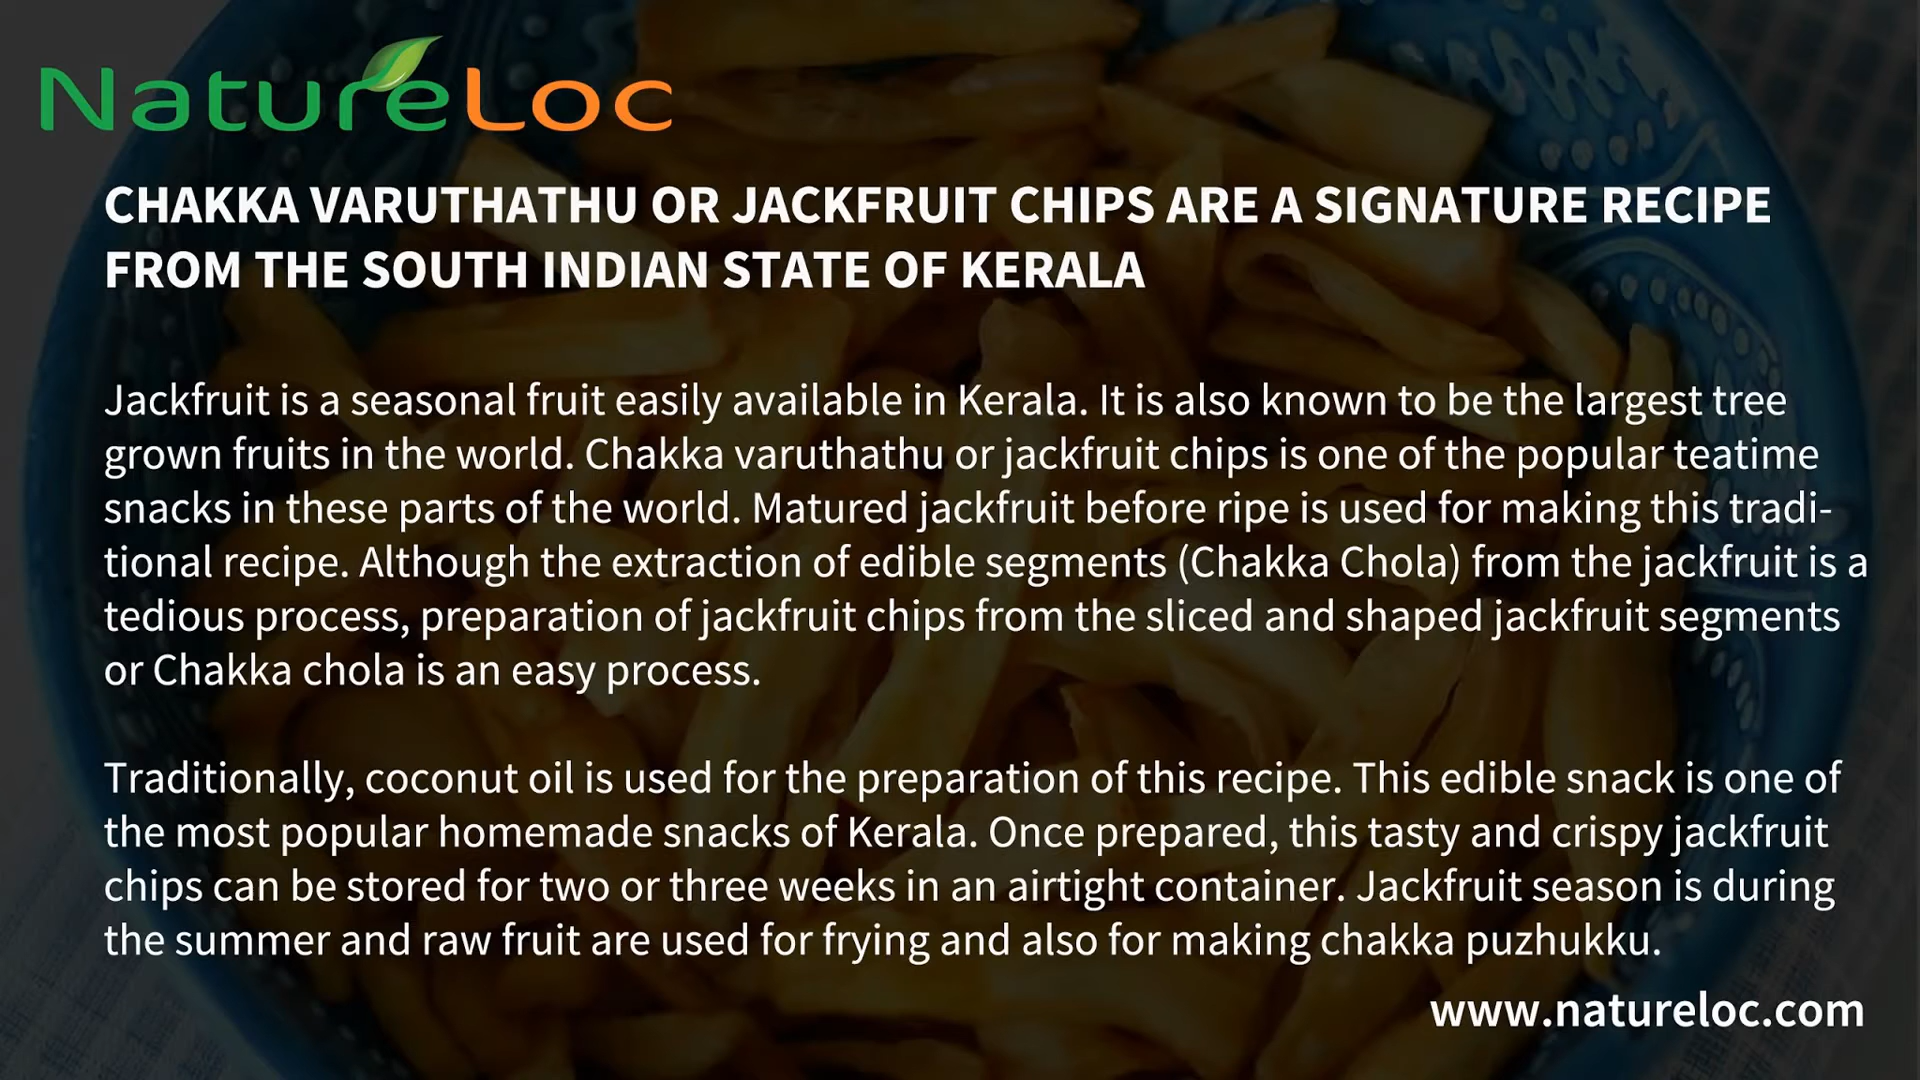 NatureLoc
CHAKKA VARUTHATHU OR JACKFRUIT CHIPS ARE A SIGNATURE RECIPE
FROM THE SOUTH INDIAN STATE OF KERALA
Jackfruit is a seasonal fruit easily available in Kerala. It is also known to be the largest tree
grown fruits in the world. Chakka varuthathu or jackfruit chips is one of the popular teatime
snacks in these parts of the world. Matured jackfruit before ripe is used for making this tradi-
tional recipe. Although the extraction of edible segments (Chakka Chola) from the jackfruit is a
tedious process, preparation of jackfruit chips from the sliced and shaped jackfruit segments
or Chakka chola is an easy process.
Traditionally, coconut oil is used for the preparation of this recipe. This edible snack is one of
the most popular homemade snacks of Kerala. Once prepared, this tasty and crispy jackfruit
chips can be stored for two or three weeks in an airtight container. Jackfruit season is during
the summer and raw fruit are used for frying and also for making chakka puzhukku.
www.natureloc.com